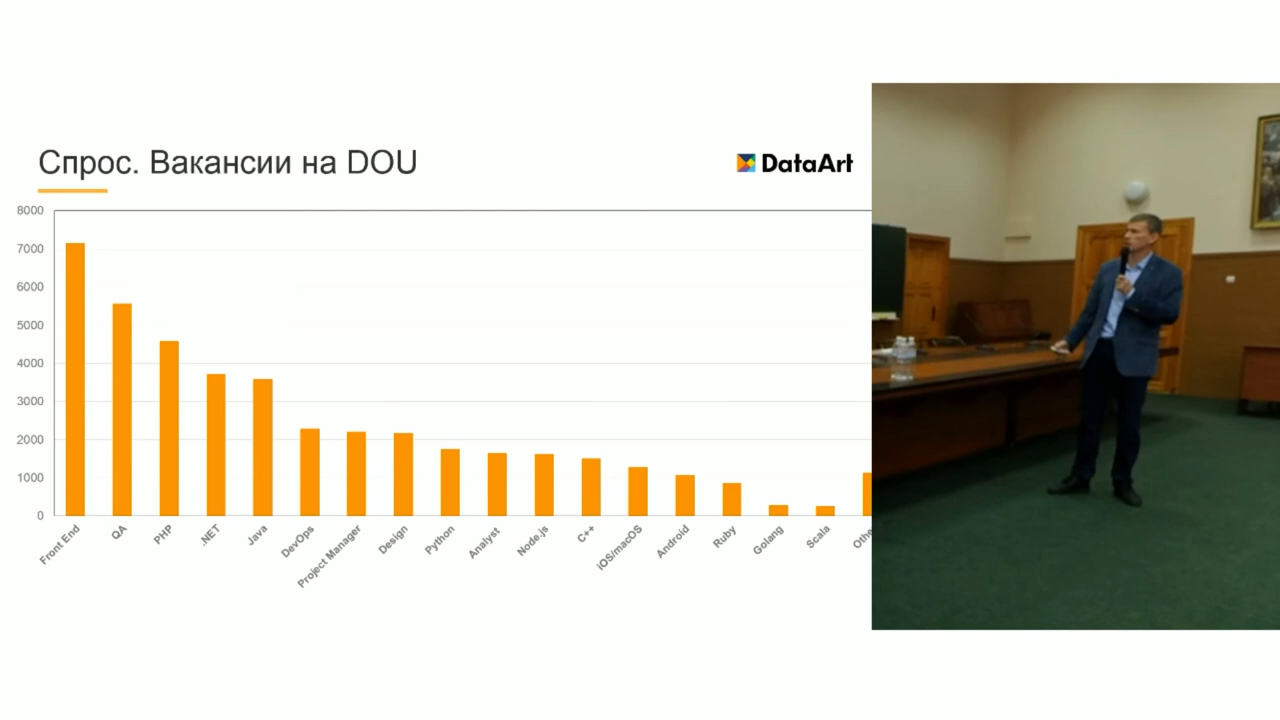 Спрос. Вакансии на DOU
DataArt
8000
7000
6000
5000
4000
3000
2000
1000
0
Front End
QA
PHP
.NET
Java
DevOps
Project Manager
Design
Python
Analyst
Node.js
C++
iOS/macOS
Android
Ruby
Golang
Scala
Othe